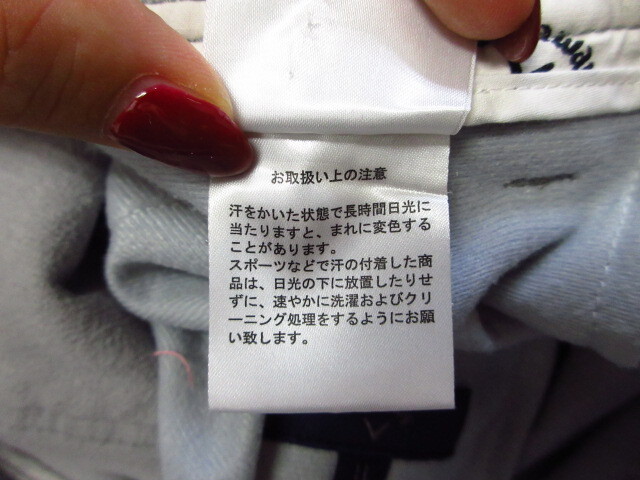 お取扱い上の注意
汗をかいた状態で長時間日光に
当たりますと、まれに変色する
ことがあります。
スポーツなどで汗の付着した商
品は、日光の下に放置したりせ
ずに、速やかに洗濯およびクリ
ーニング処理をするようにお願
い致します。